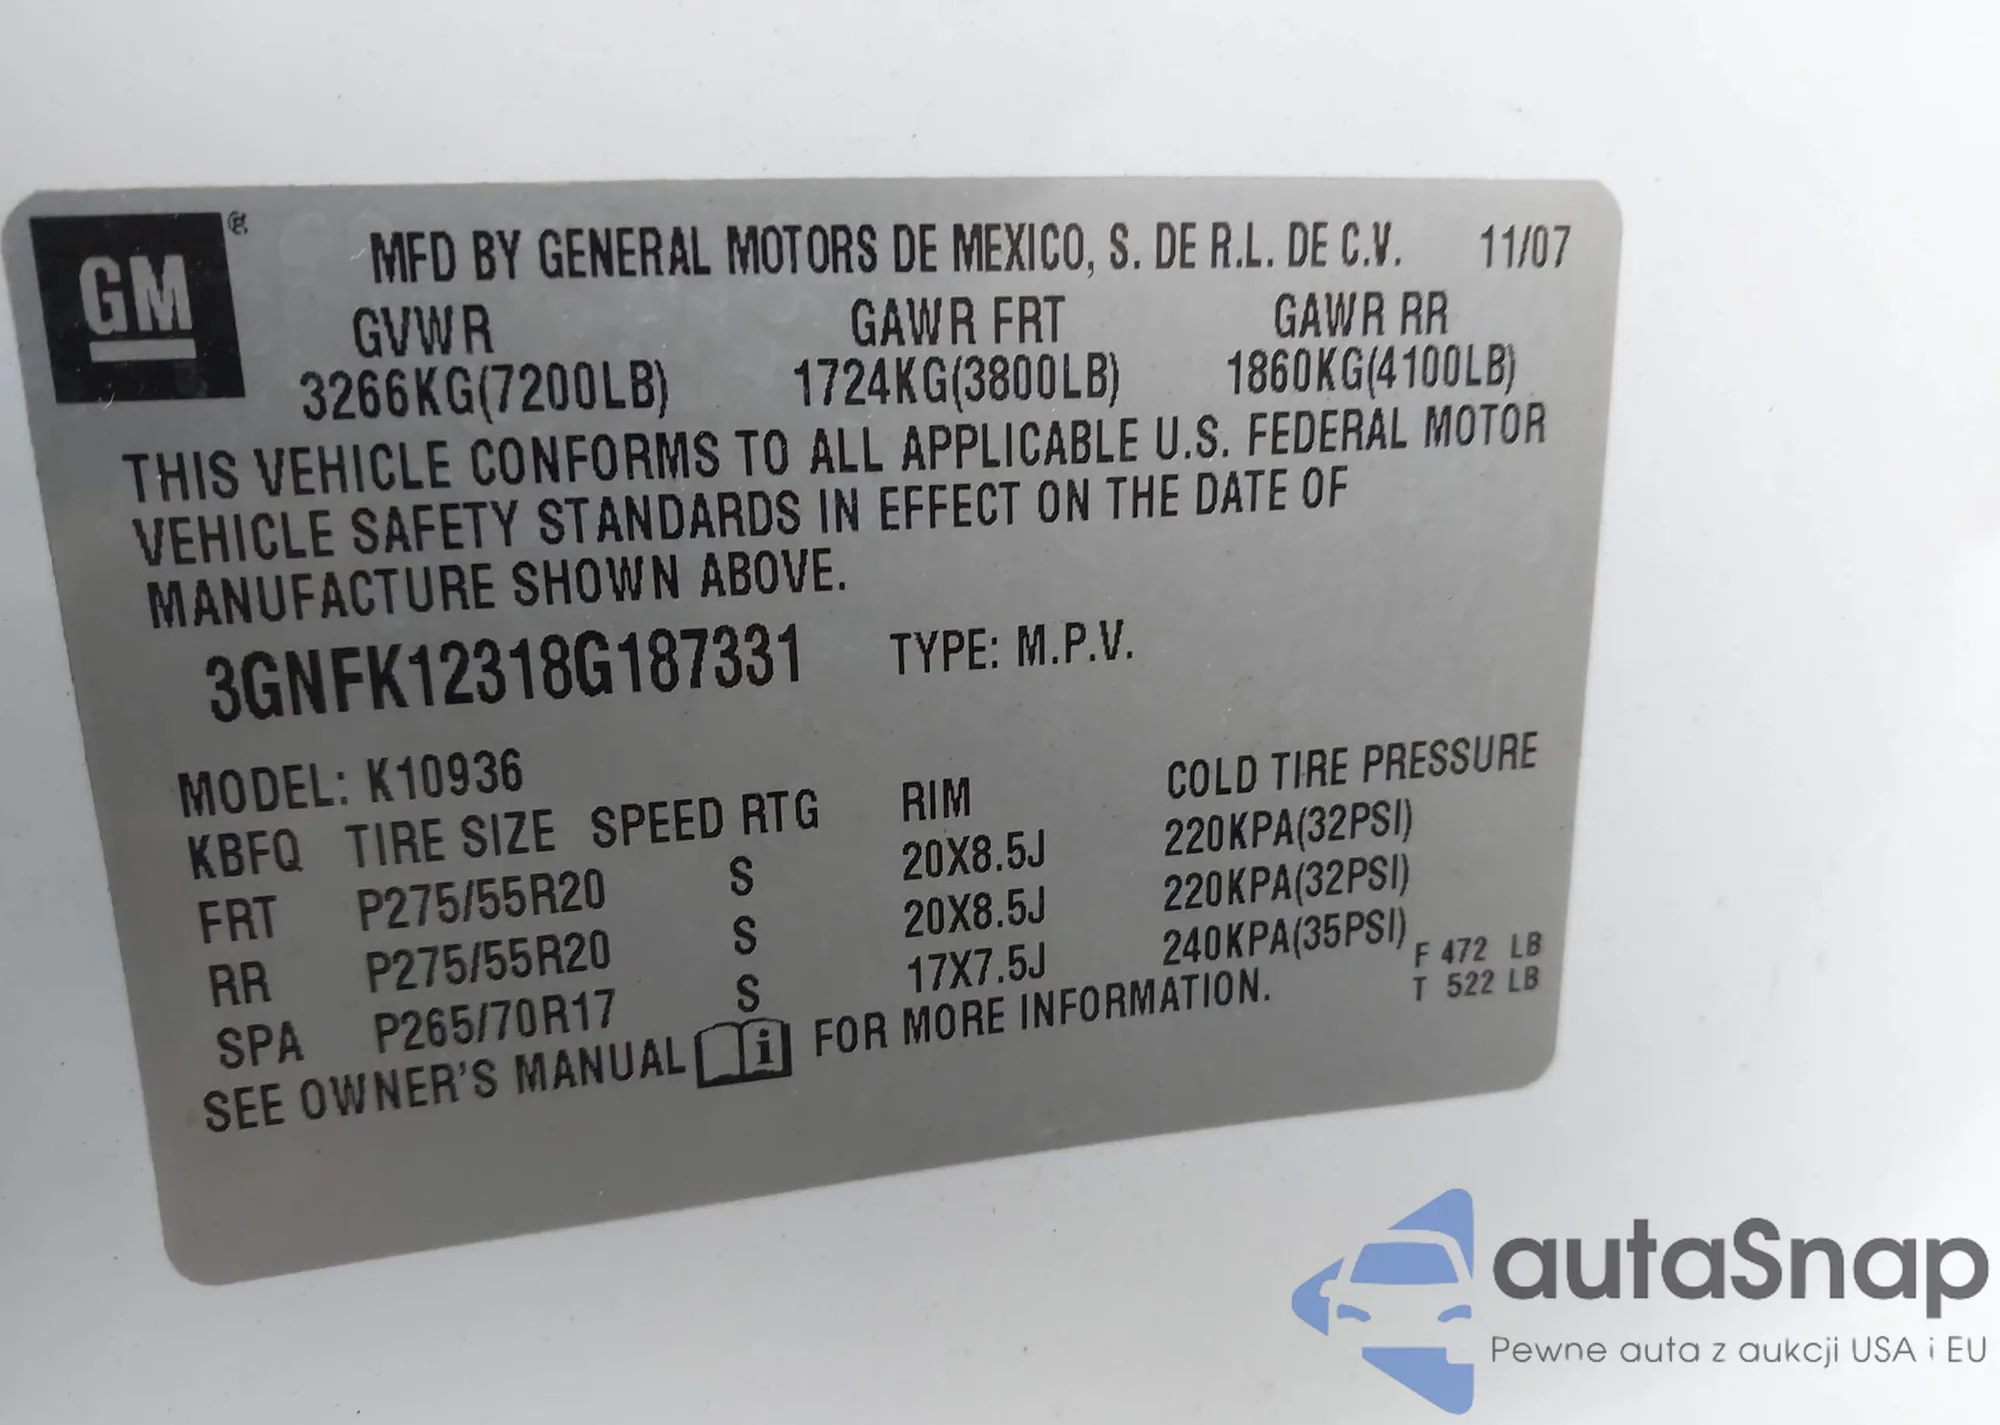 GM ®
MFD BY GENERAL MOTORS DE MEXICO, S. DE R.L. DE C.V. 11/07
GVWR GAWR FRT GAWR RR
3266KG(7200LB) 1724KG(3800LB) 1860KG(4100LB)
THIS VEHICLE CONFORMS TO ALL APPLICABLE U.S. FEDERAL MOTOR
VEHICLE SAFETY STANDARDS IN EFFECT ON THE DATE OF
MANUFACTURE SHOWN ABOVE.
3GNFK12318G187331 TYPE: M.P.V.
MODEL: K10936
KBFQ TIRE SIZE SPEED RTG RIM COLD TIRE PRESSURE
FRT P275/55R20 S 20X8.5J 220KPA(32PSI)
RR P275/55R20 S 20X8.5J 220KPA(32PSI)
SPA P265/70R17 S 17X7.5J 240KPA(35PSI)
F 472 LB
T 522 LB
SEE OWNER'S MANUAL i FOR MORE INFORMATION.
autaSnap
Pewne auta z aukcji USA i EU